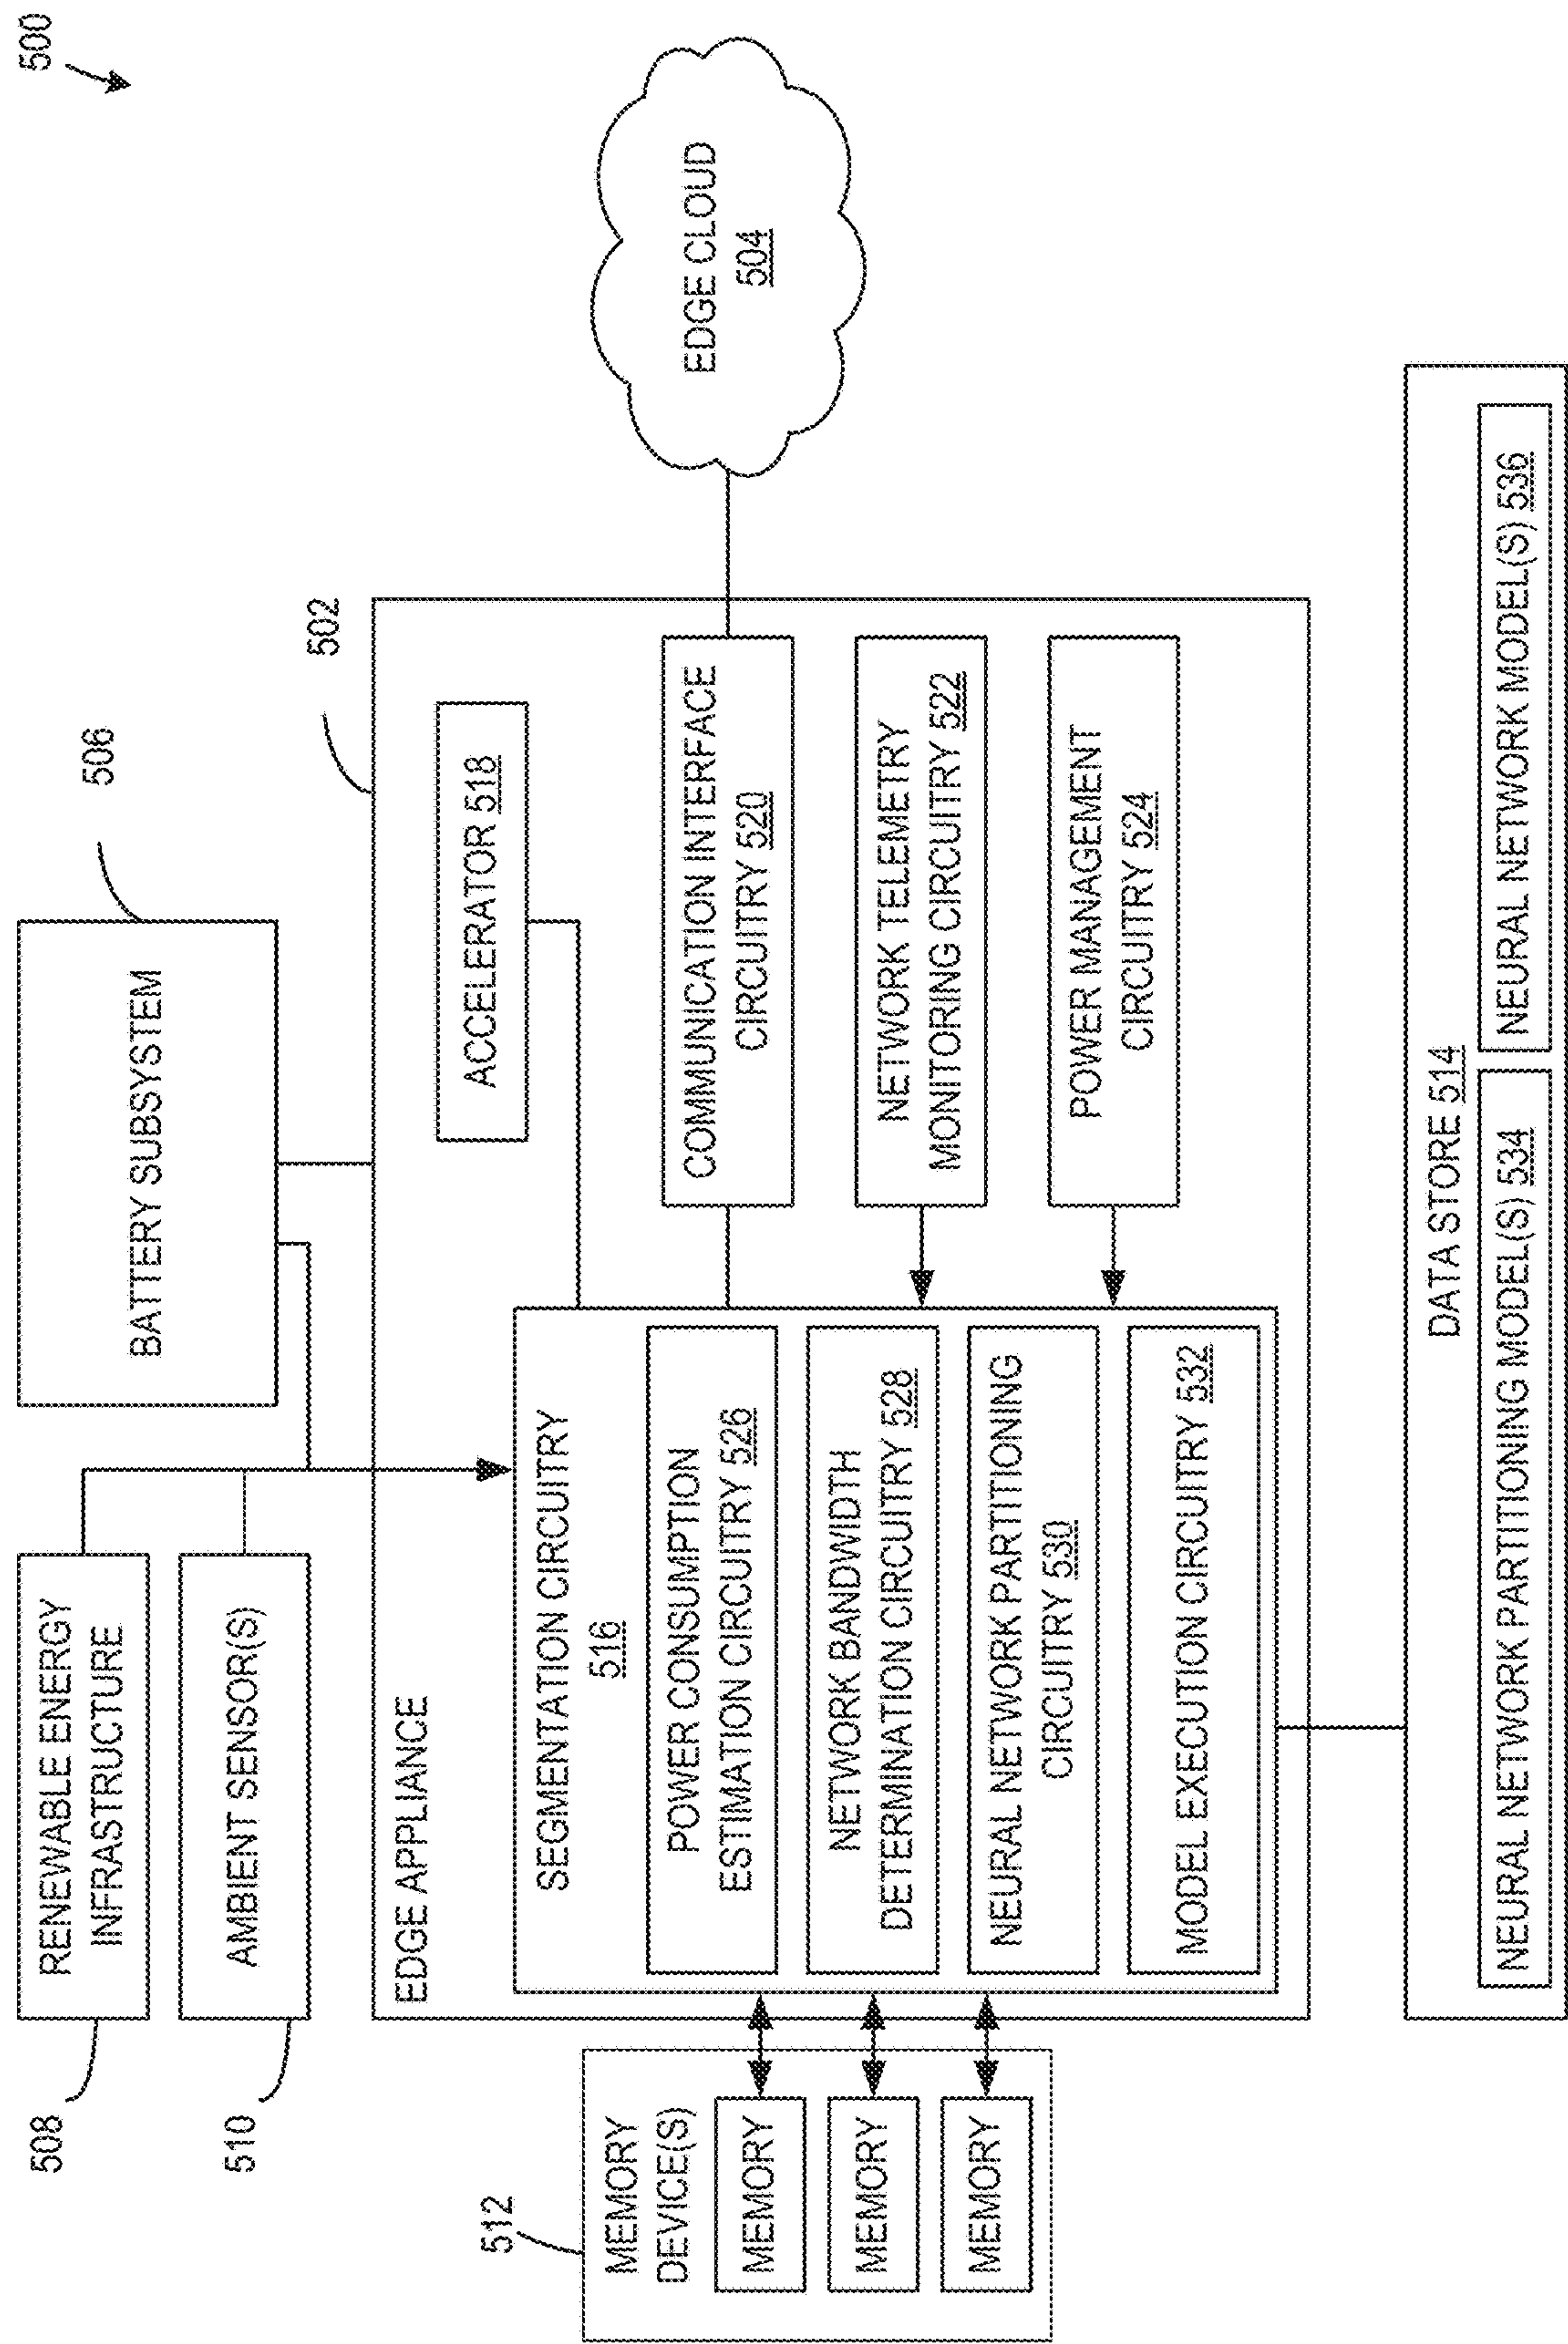 500
508
RENEWABLE ENERGY
INFRASTRUCTURE
510
AMBIENT SENSOR(S)
BATTERY SUBSYSTEM
506
502
EDGE APPLIANCE
512
MEMORY
DEVICE(S)
MEMORY
MEMORY
MEMORY
SEGMENTATION CIRCUITRY
516
POWER CONSUMPTION
ESTIMATION CIRCUITRY 526
NETWORK BANDWIDTH
DETERMINATION CIRCUITRY 528
NEURAL NETWORK PARTITIONING
CIRCUITRY 530
MODEL EXECUTION CIRCUITRY 532
ACCELERATOR 518
COMMUNICATION INTERFACE
CIRCUITRY 520
NETWORK TELEMETRY
MONITORING CIRCUITRY 522
POWER MANAGEMENT
CIRCUITRY 524
EDGE CLOUD
504
DATA STORE 514
NEURAL NETWORK PARTITIONING MODEL(S) 534
NEURAL NETWORK MODEL(S) 536